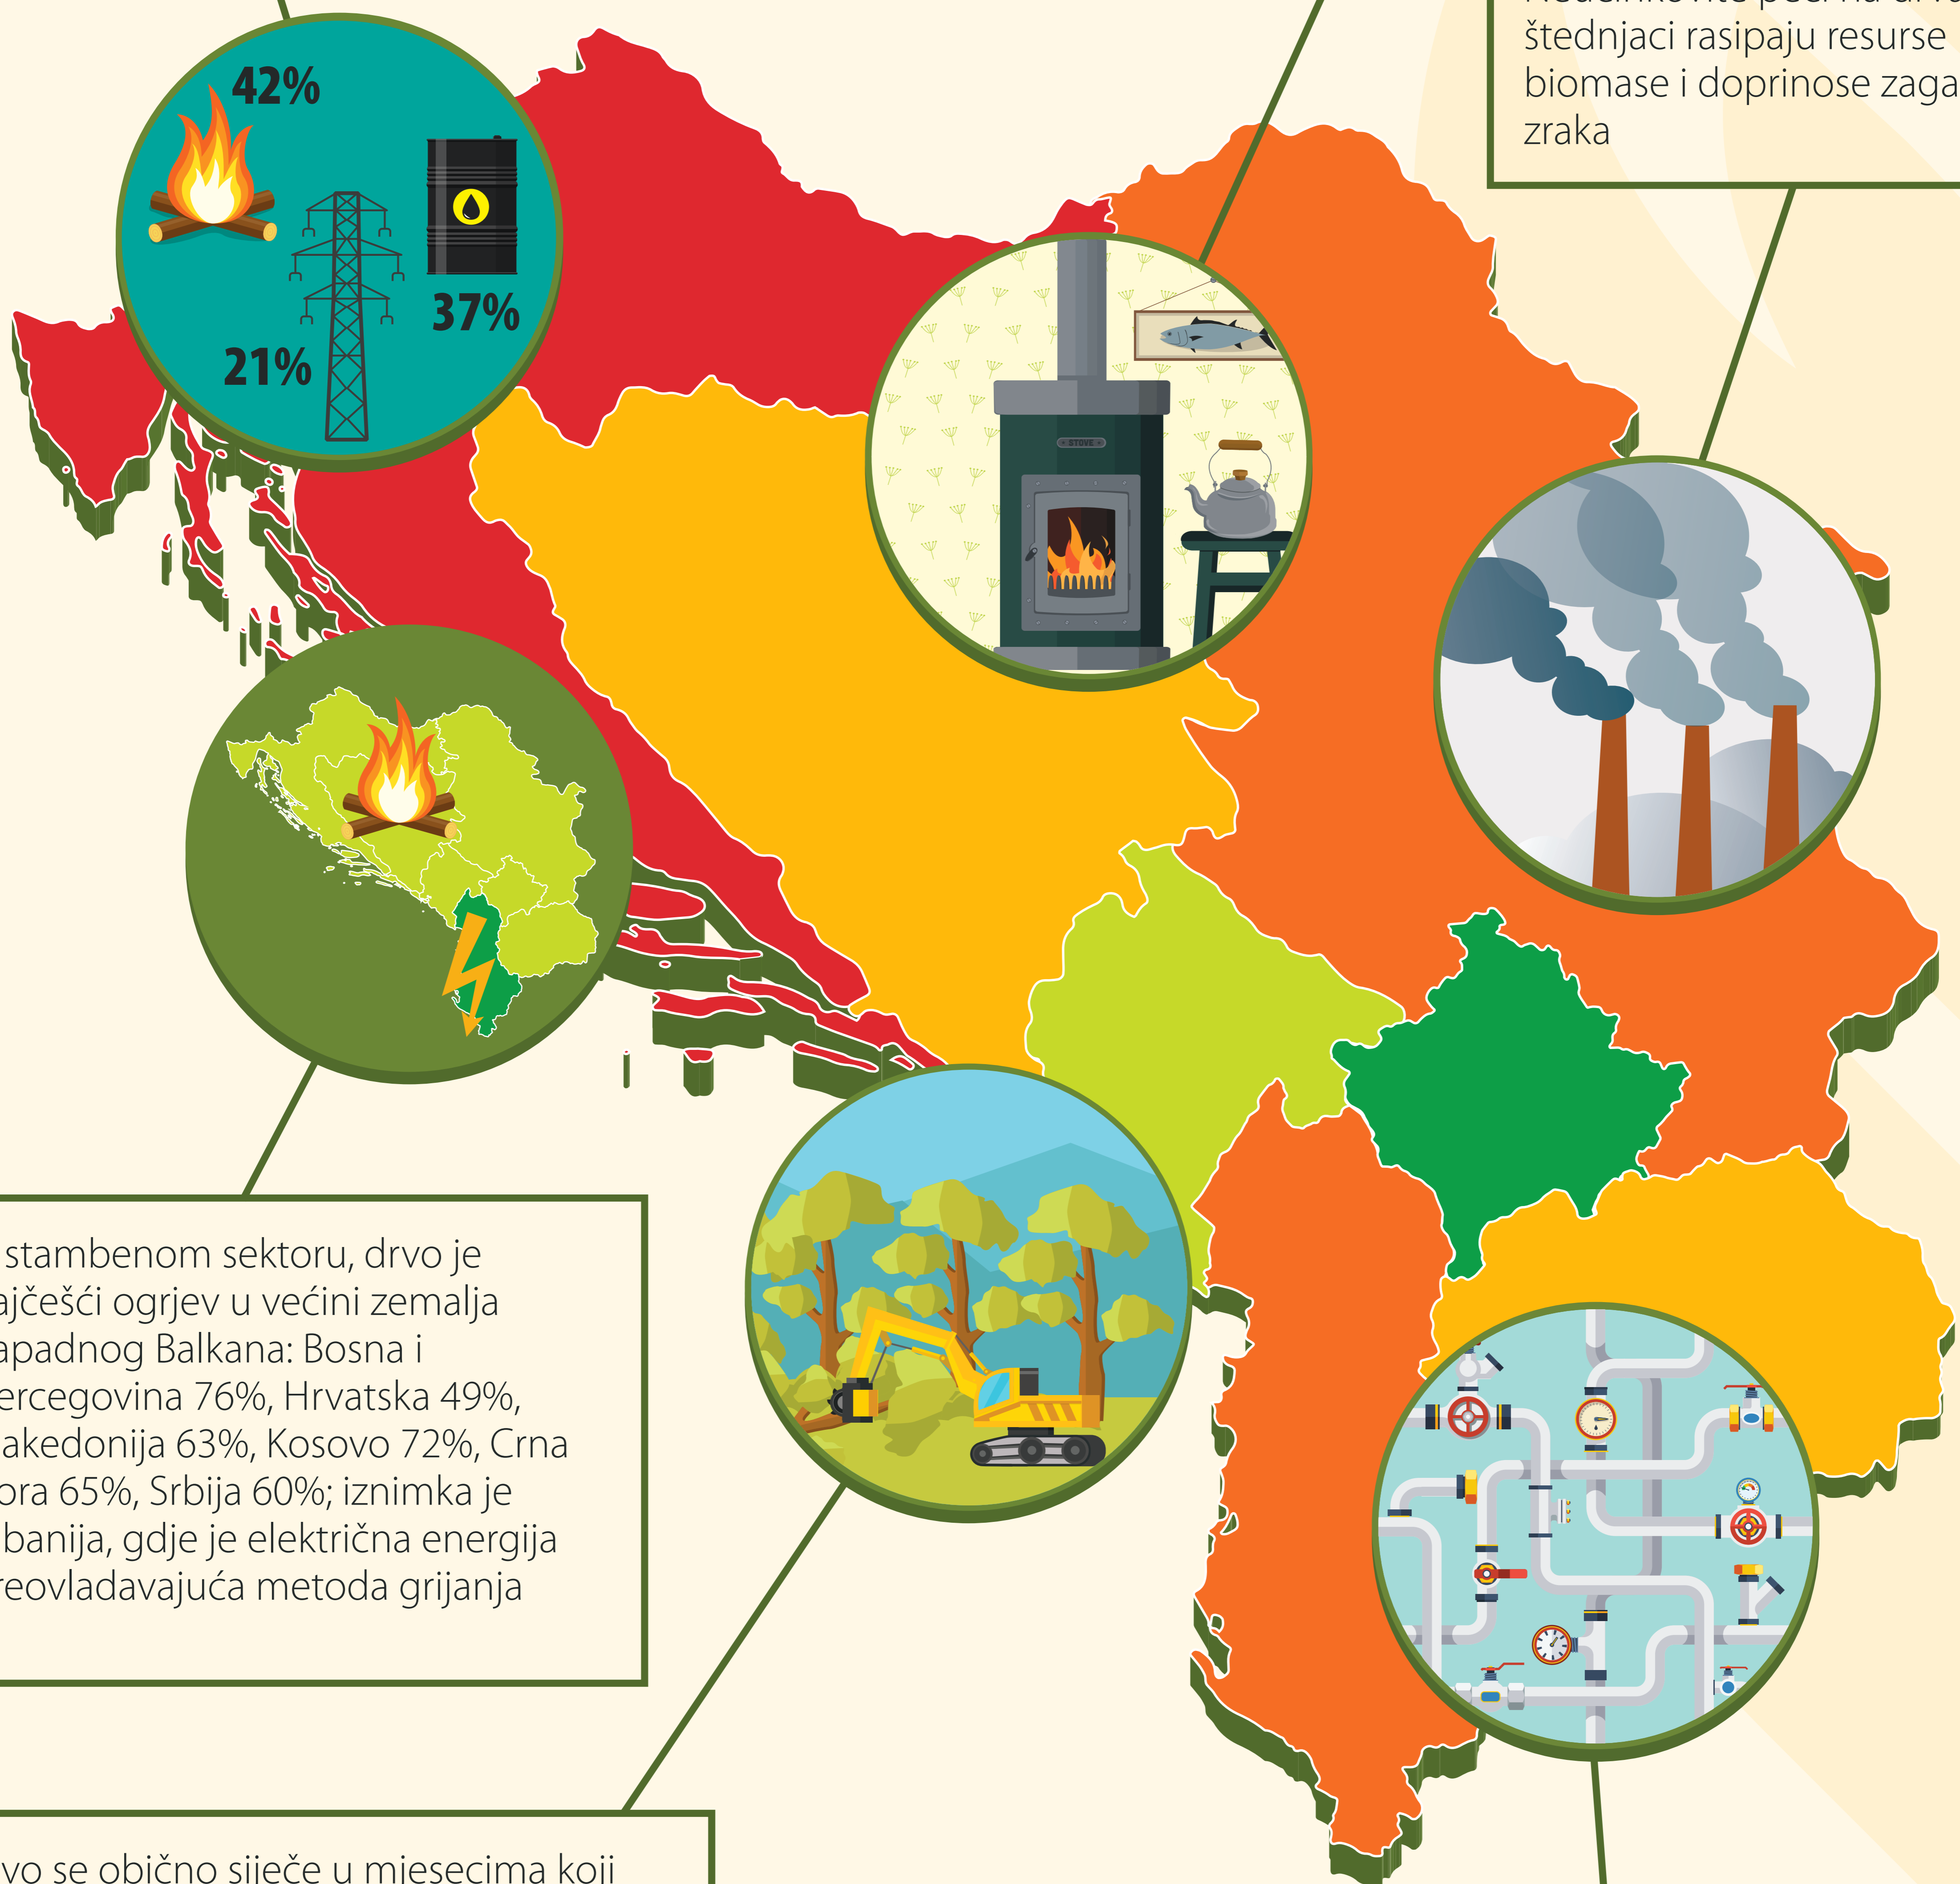 štednjaci rasipaju resurse
biomase i doprinose zaga
zraka
42%
37%
21%
STOVE
stambenom sektoru, drvo je
ajčešći ogrjev u većini zemalja
apadnog Balkana: Bosna i
ercegovina 76%, Hrvatska 49%,
akedonija 63%, Kosovo 72%, Crna
ora 65%, Srbija 60%; iznimka je
banija, gdje je električna energija
reovladavajuća metoda grijanja
vo se obično siječe u mjesecima koji